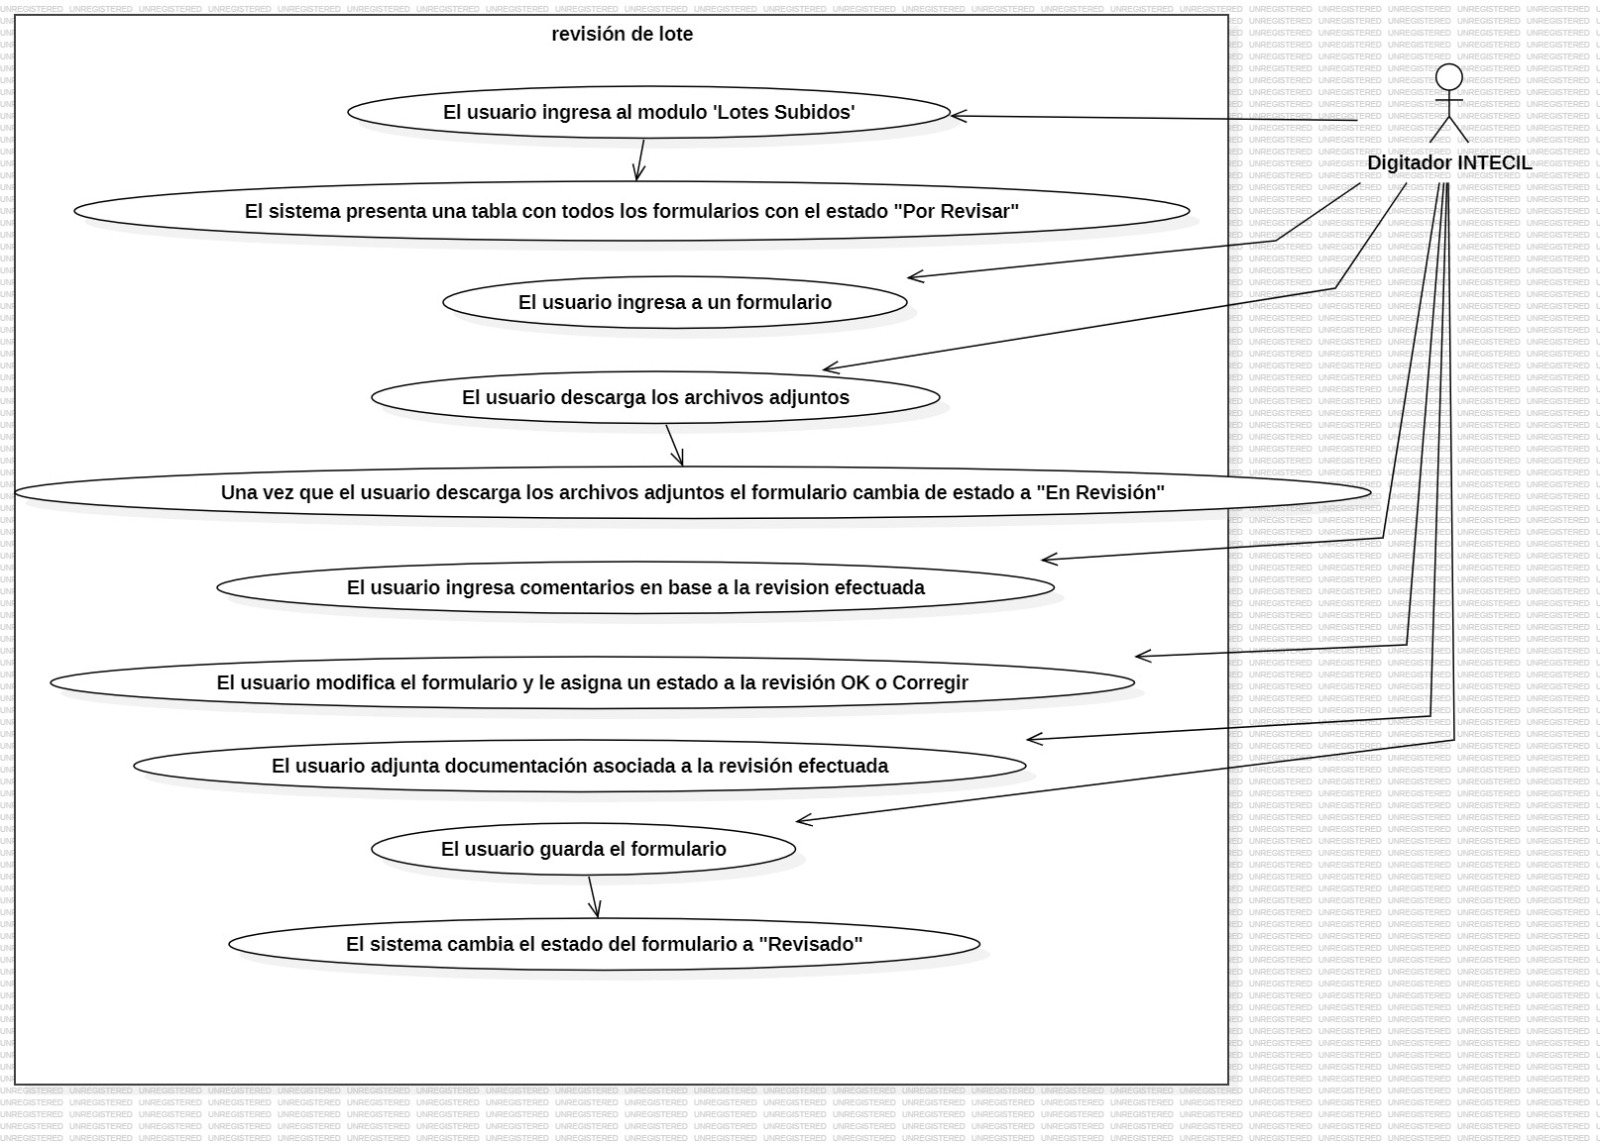 revisión de lote
El usuario ingresa al modulo 'Lotes Subidos'
Digitador INTECIL
El sistema presenta una tabla con todos los formularios con el estado "Por Revisar"
El usuario ingresa a un formulario
El usuario descarga los archivos adjuntos
Una vez que el usuario descarga los archivos adjuntos el formulario cambia de estado a "En Revisión"
El usuario ingresa comentarios en base a la revision efectuada
El usuario modifica el formulario y le asigna un estado a la revisión OK o Corregir
El usuario adjunta documentación asociada a la revisión efectuada
El usuario guarda el formulario
El sistema cambia el estado del formulario a "Revisado"
UNREGISTERED